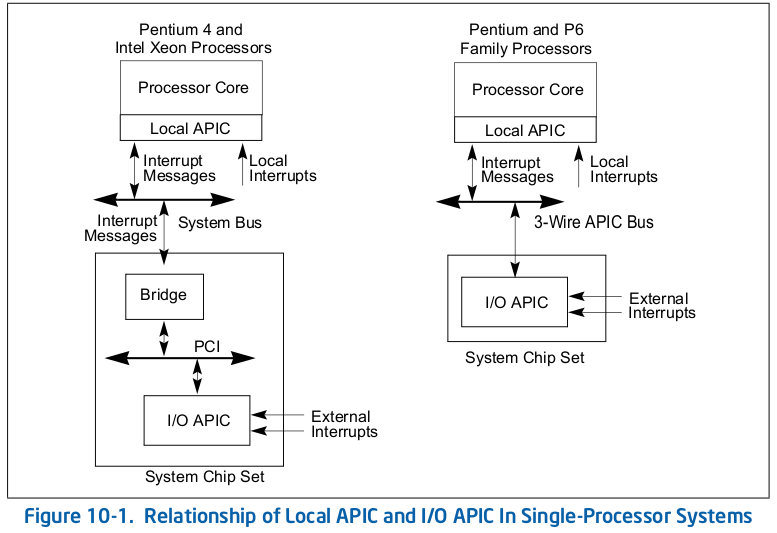 Pentium 4 and
Intel Xeon Processors
Processor Core
Local APIC
Interrupt
Messages
Local
Interrupts
Interrupt
Messages
System Bus
Bridge
PCI
I/O APIC
External
Interrupts
System Chip Set
Pentium and P6
Family Processors
Processor Core
Local APIC
Interrupt
Messages
Local
Interrupts
3-Wire APIC Bus
I/O APIC
External
Interrupts
System Chip Set
Figure 10-1. Relationship of Local APIC and I/O APIC In Single-Processor Systems